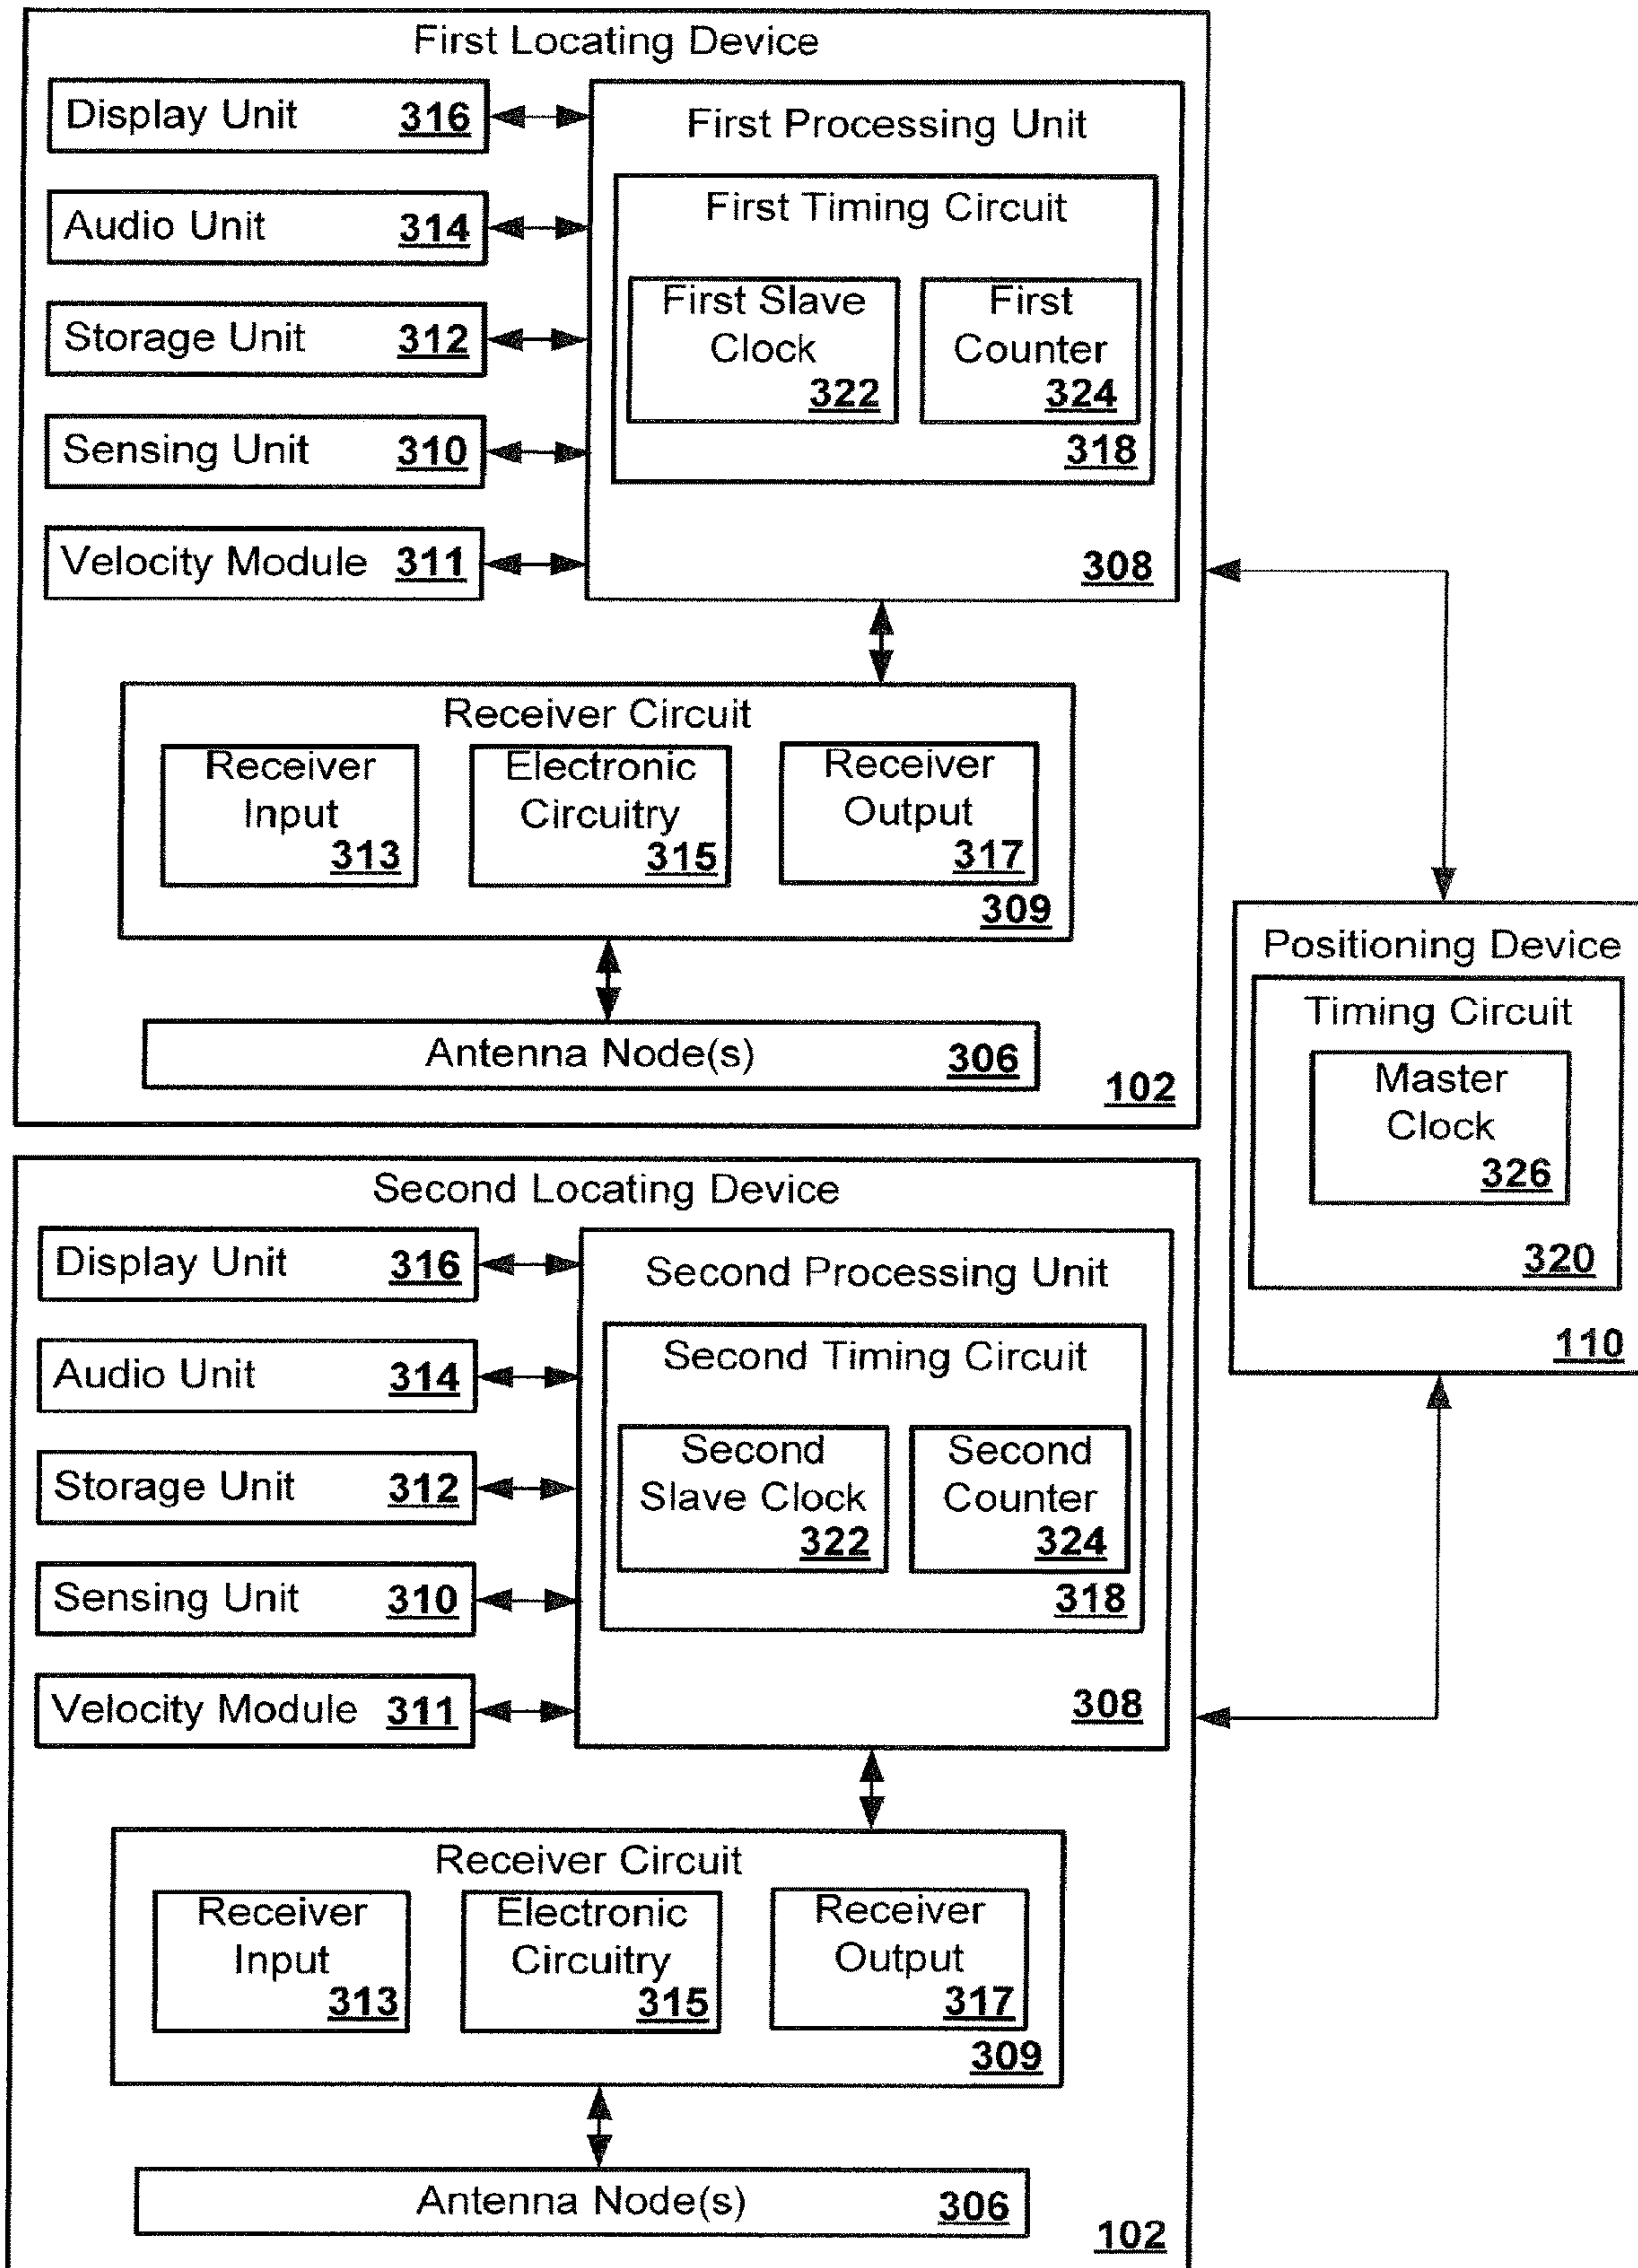 First Locating Device
Display Unit 316
Audio Unit 314
Storage Unit 312
Sensing Unit 310
Velocity Module 311
First Processing Unit
First Timing Circuit
First Slave
Clock
322
First
Counter
324
318
308
Receiver Circuit
Receiver
Input
313
Electronic
Circuitry
315
Receiver
Output
317
309
Antenna Node(s) 306
102
Positioning Device
Timing Circuit
Master
Clock
326
320
110
Second Locating Device
Display Unit 316
Audio Unit 314
Storage Unit 312
Sensing Unit 310
Velocity Module 311
Second Processing Unit
Second Timing Circuit
Second
Slave Clock
322
Second
Counter
324
318
308
Receiver Circuit
Receiver
Input
313
Electronic
Circuitry
315
Receiver
Output
317
309
Antenna Node(s) 306
102